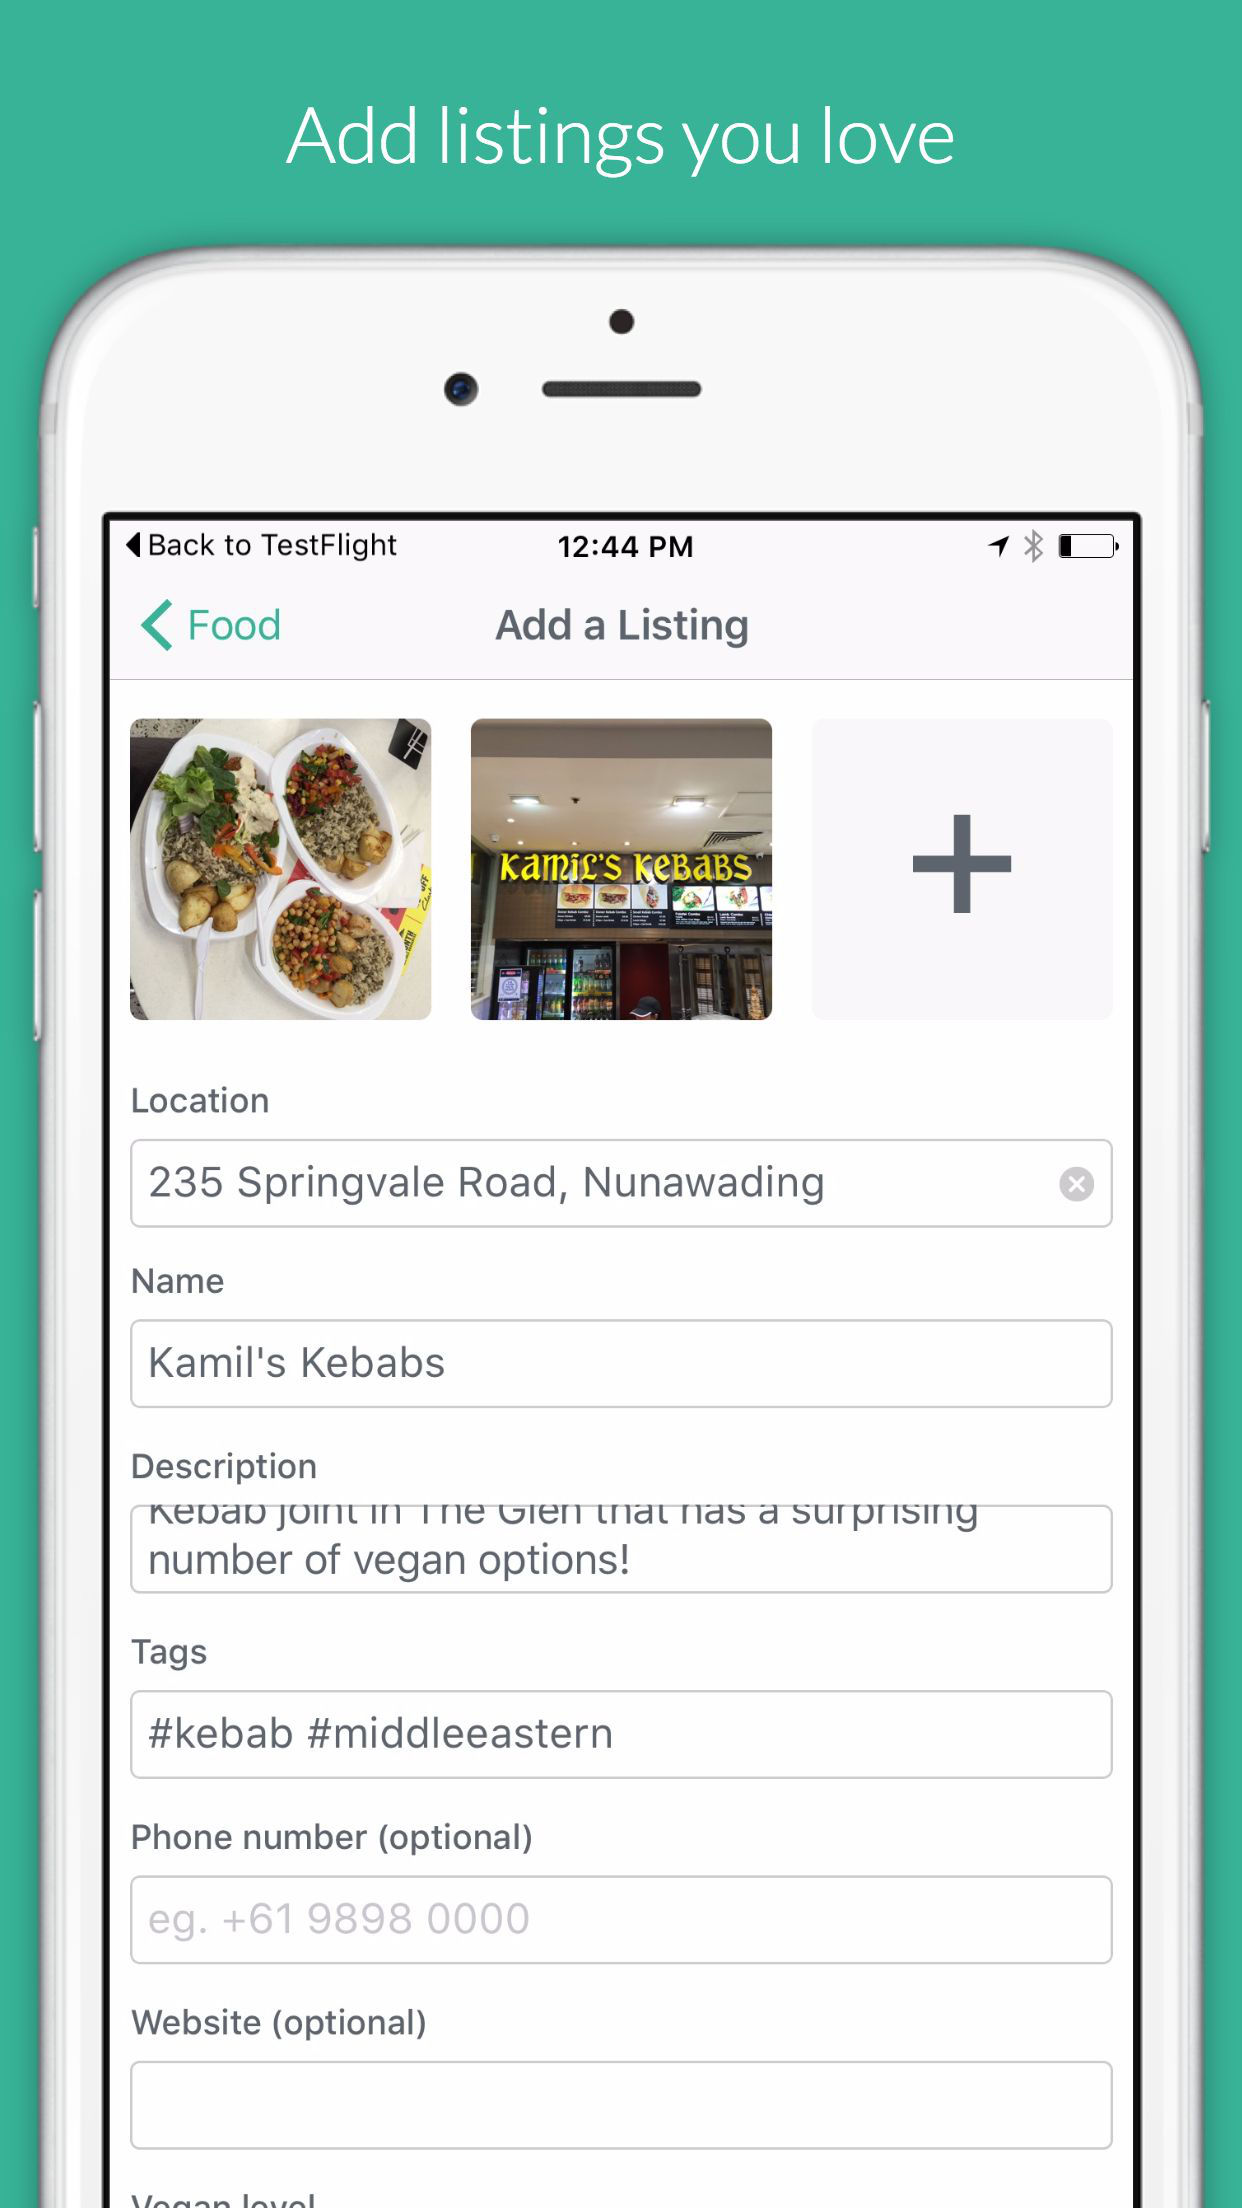 Add listings you love
Back to TestFlight
12:44 PM
Food
Add a Listing
KAMIL'S KEBABS
Location
235 Springvale Road, Nunawading
Name
Kamil's Kebabs
Description
Kebab joint in The Glen that has a surprising
number of vegan options!
Tags
#kebab #middleeastern
Phone number (optional)
eg. +61 9898 0000
Website (optional)
Vegan level